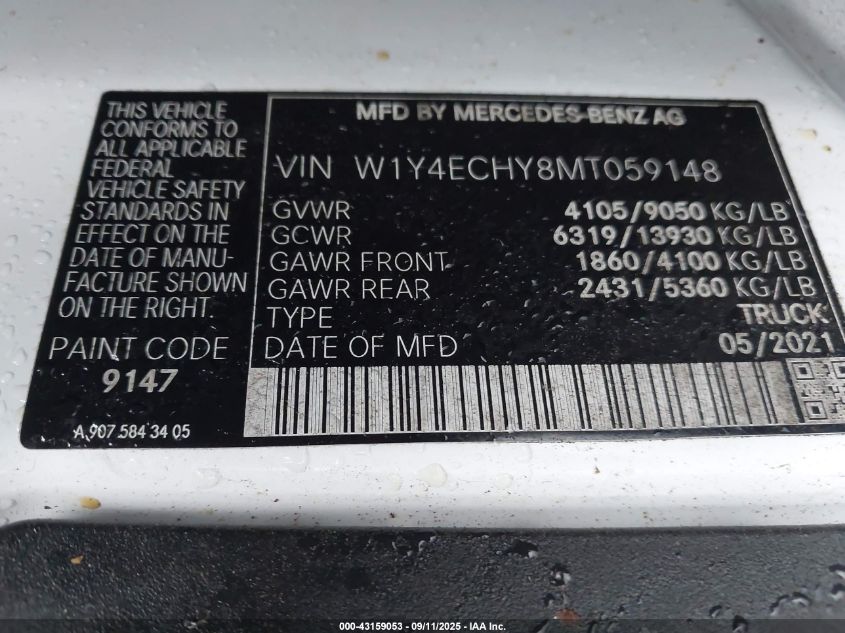 THIS VEHICLE
CONFORMS TO
ALL APPLICABLE
FEDERAL
VEHICLE SAFETY
STANDARDS IN
EFFECT ON THE
DATE OF MANU-
FACTURE SHOWN
ON THE RIGHT.
PAINT CODE
9147
A 907 584 34 05
MFD BY MERCEDES-BENZ AG
VIN W1Y4ECHY8MT059148
GVWR 4105/9050 KG/LB
GCWR 6319/13930 KG/LB
GAWR FRONT 1860/4100 KG/LB
GAWR REAR 2431/5360 KG/LB
TYPE TRUCK
DATE OF MFD 05/2021
000-43159053 - 09/11/2025 - IAA Inc.